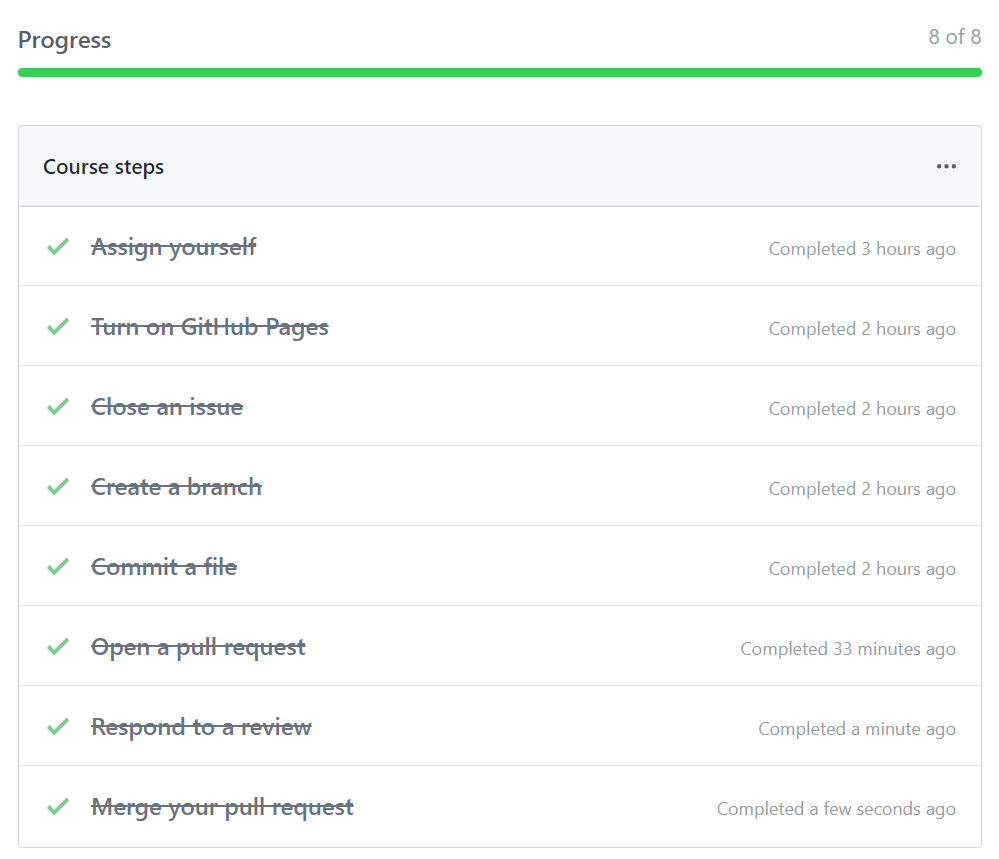 Progress 8 of 8
Course steps
Assign yourself Completed 3 hours ago
Turn on GitHub Pages Completed 2 hours ago
Close an issue Completed 2 hours ago
Create a branch Completed 2 hours ago
Commit a file Completed 2 hours ago
Open a pull request Completed 33 minutes ago
Respond to a review Completed a minute ago
Merge your pull request Completed a few seconds ago